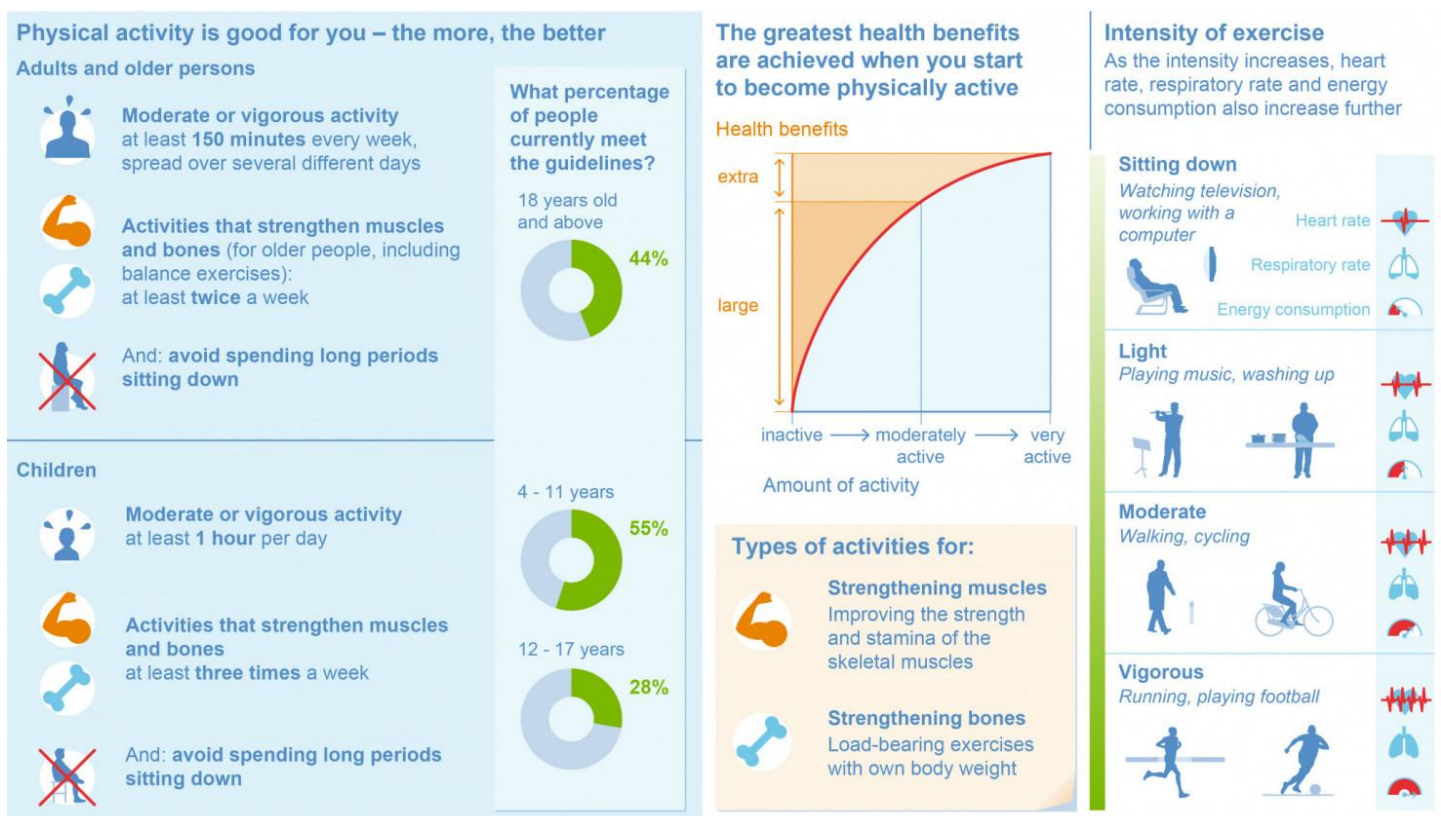 Physical activity is good for you – the more, the better
Adults and older persons
Moderate or vigorous activity
at least 150 minutes every week,
spread over several different days
Activities that strengthen muscles
and bones (for older people, including
balance exercises):
at least twice a week
And: avoid spending long periods
sitting down
What percentage
of people
currently meet
the guidelines?
18 years old
and above
44%
Children
Moderate or vigorous activity
at least 1 hour per day
Activities that strengthen muscles
and bones
at least three times a week
And: avoid spending long periods
sitting down
4 - 11 years
55%
12 - 17 years
28%
The greatest health benefits
are achieved when you start
to become physically active
Health benefits
extra
large
inactive
moderately
active
very
active
Amount of activity
Types of activities for:
Strengthening muscles
Improving the strength
and stamina of the
skeletal muscles
Strengthening bones
Load-bearing exercises
with own body weight
Intensity of exercise
As the intensity increases, heart
rate, respiratory rate and energy
consumption also increase further
Sitting down
Watching television,
working with a
computer
Heart rate
Respiratory rate
Energy consumption
Light
Playing music, washing up
Moderate
Walking, cycling
Vigorous
Running, playing football